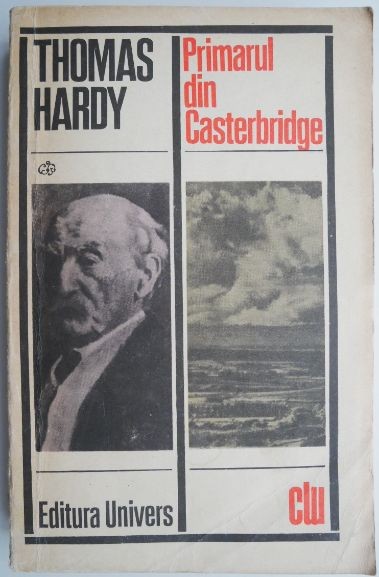 THOMAS
HARDY
Primarul
din
Casterbridge
Editura Univers
clu